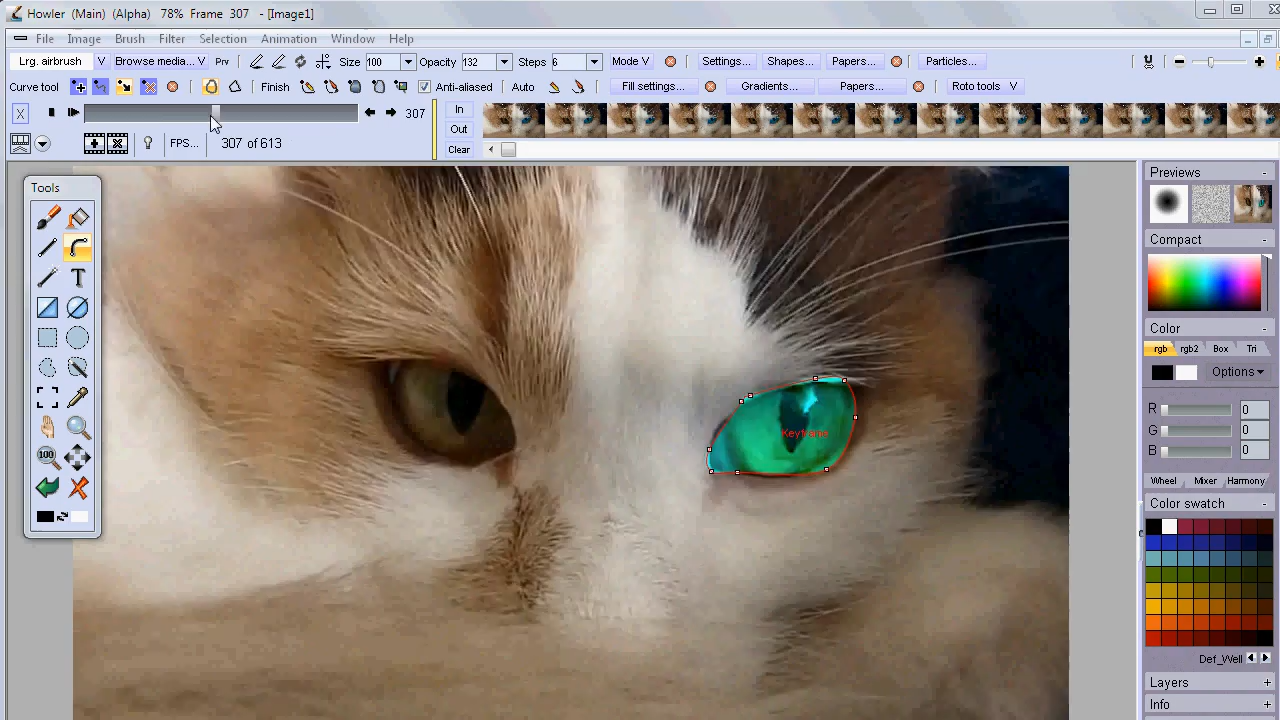 Howler (Main) (Alpha) 78% Frame 307 - [Image1]
File Image Brush Filter Selection Animation Window Help
Lrg. airbrush V Browse media... V Prv Size 100 Opacity 132 Steps 6 Mode V Settings... Shapes... Papers... Particles...
Curve tool Finish Anti-aliased Auto Fill settings... Gradients... Papers... Roto tools V
X 307 In
Out
FPS... 307 of 613 Clear
Tools
T
100
Keyframe
Previews -
Compact -
Color -
rgb rgb2 Box Tri
Options
R 0
G 0
B 0
Wheel Mixer Harmony
Color swatch -
Def_Well
Layers +
Info +